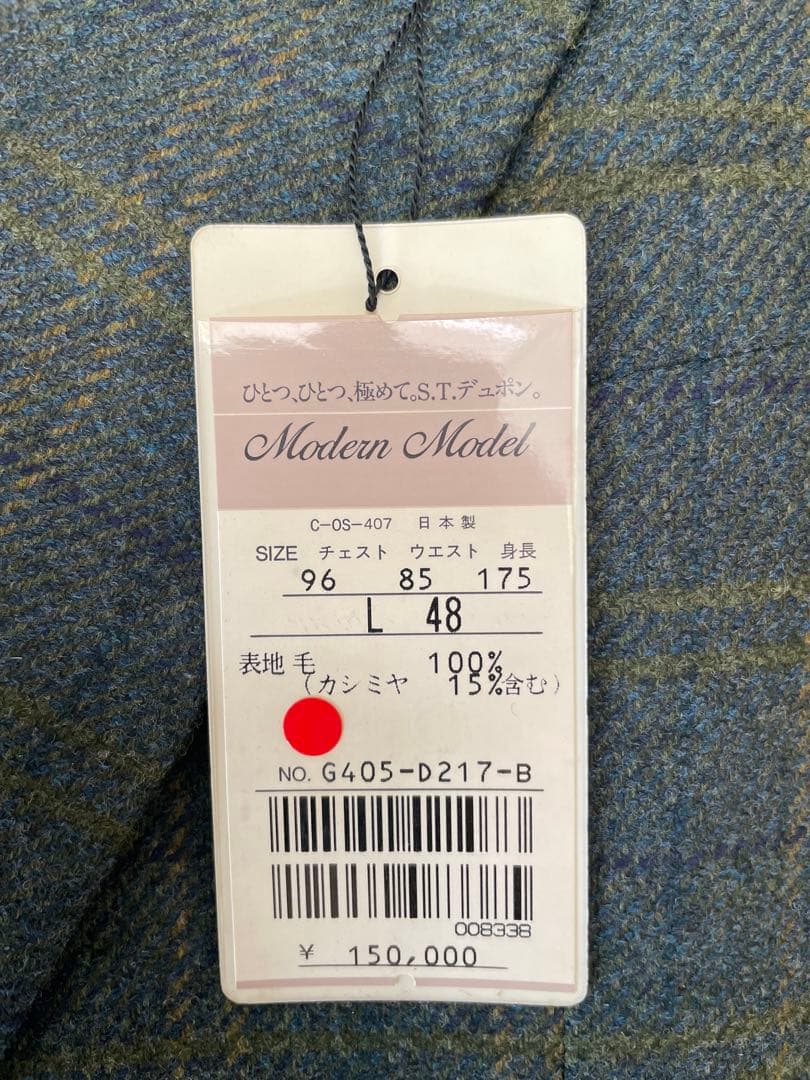 ひとつ、ひとつ、極めて。S.T.デュポン。
Modern Model
C-OS-407 日本製
SIZE チェスト ウエスト 身長
96 85 175
L 48
表地 毛 100%
(カシミヤ 15%含む)
NO. G405-D217-B
008338
¥ 150,000